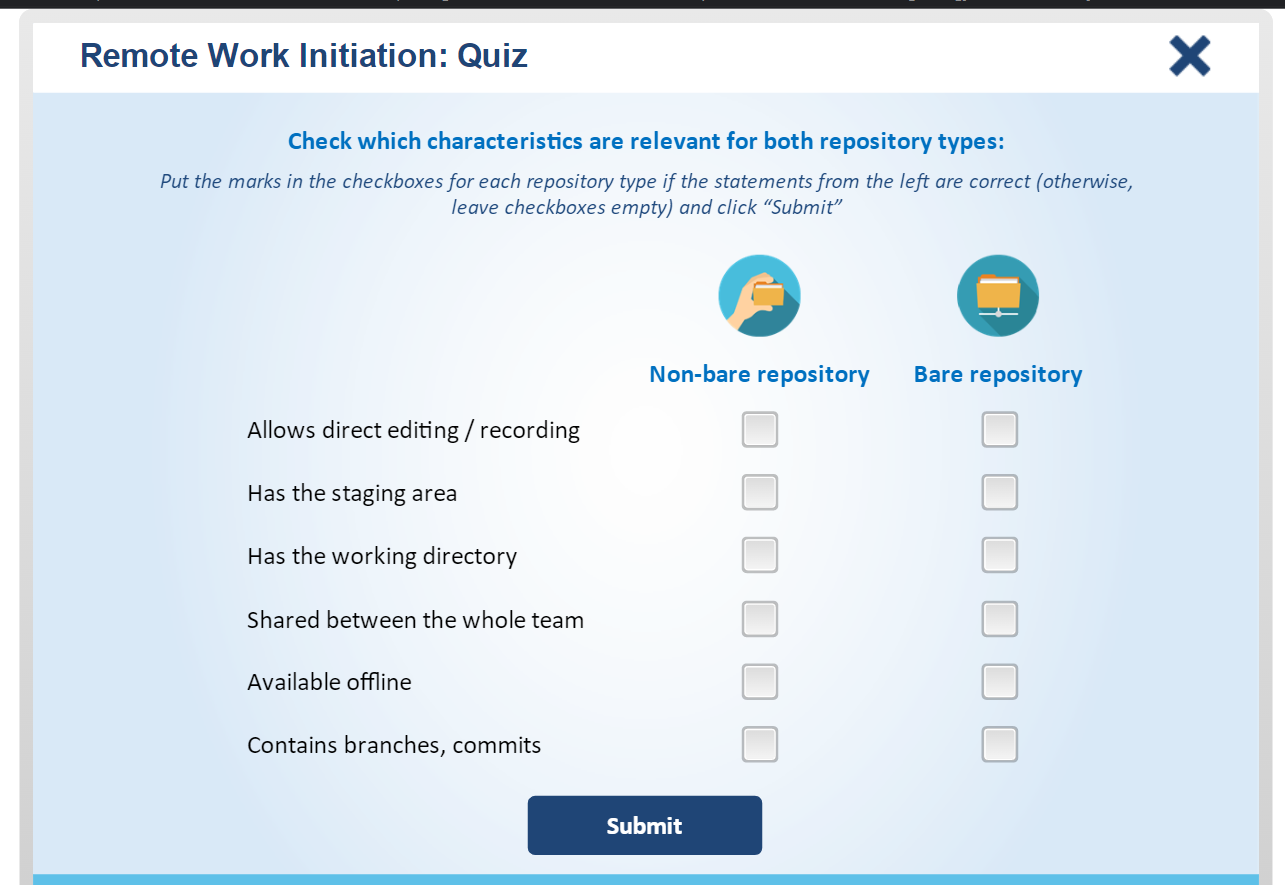 Remote Work Initiation: Quiz
Check which characteristics are relevant for both repository types:
Put the marks in the checkboxes for each repository type if the statements from the left are correct (otherwise,
leave checkboxes empty) and click “Submit”
Non-bare repository Bare repository
Allows direct editing / recording
Has the staging area
Has the working directory
Shared between the whole team
Available offline
Contains branches, commits
Submit